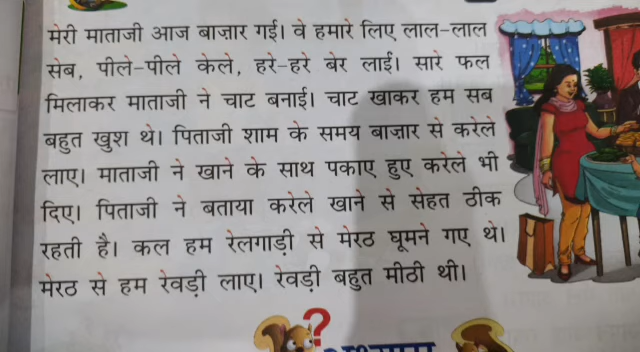 मेरी माताजी आज बाज़ार गईं। वे हमारे लिए लाल-लाल
सेब, पीले-पीले केले, हरे-हरे बेर लाईं। सारे फल
मिलाकर माताजी ने चाट बनाई। चाट खाकर हम सब
बहुत खुश थे। पिताजी शाम के समय बाज़ार से करेले
लाए। माताजी ने खाने के साथ पकाए हुए करेले भी
दिए। पिताजी ने बताया करेले खाने से सेहत ठीक
रहती है। कल हम रेलगाड़ी से मेरठ घूमने गए थे।
मेरठ से हम रेवड़ी लाए। रेवड़ी बहुत मीठी थी।
?